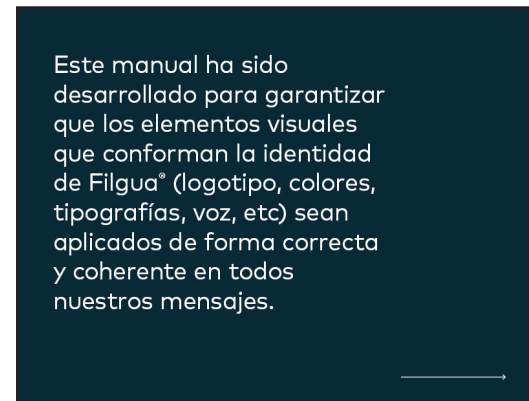 Este manual ha sido
desarrollado para garantizar
que los elementos visuales
que conforman la identidad
de Filgua® (logotipo, colores,
tipografías, voz, etc) sean
aplicados de forma correcta
y coherente en todos
nuestros mensajes.